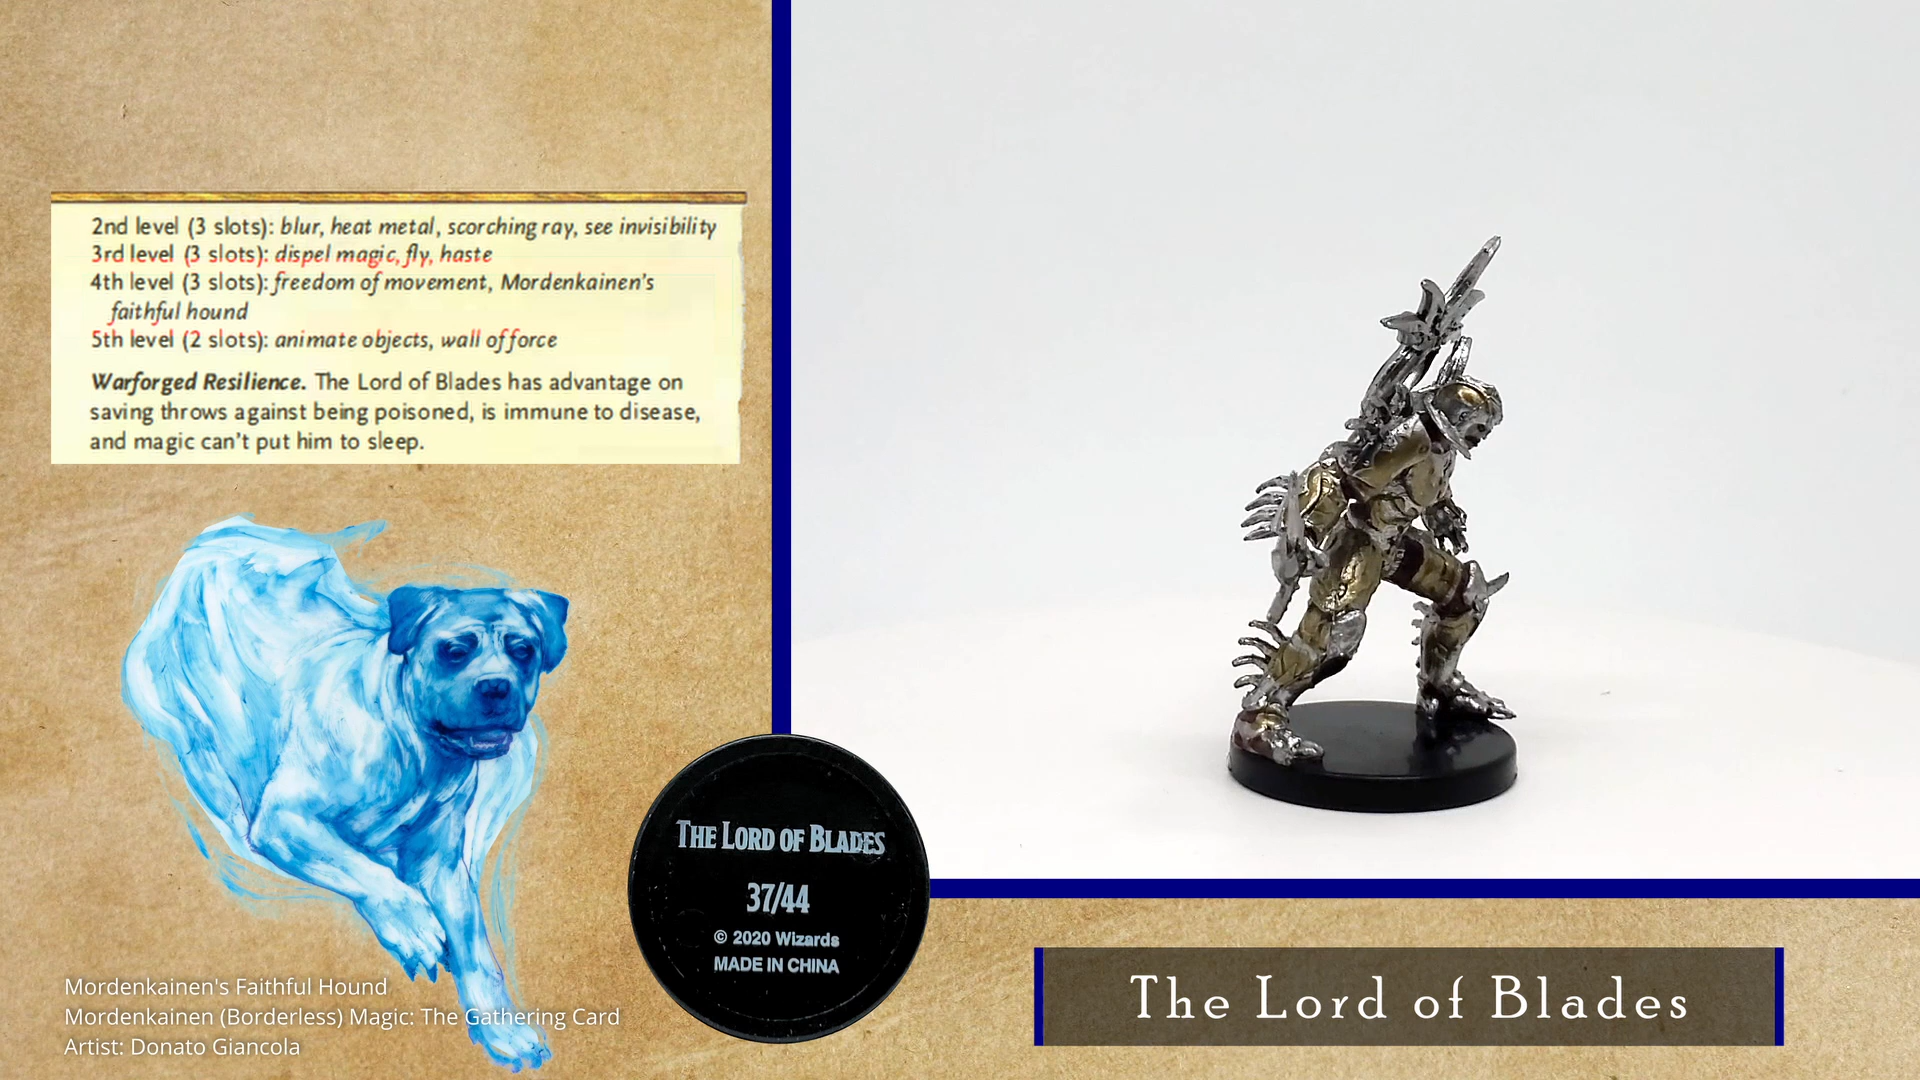 2nd level (3 slots): blur, heat metal, scorching ray, see invisibility
3rd level (3 slots): dispel magic, fly, haste
4th level (3 slots): freedom of movement, Mordenkainen's
faithful hound
5th level (2 slots): animate objects, wall of force
Warforged Resilience. The Lord of Blades has advantage on
saving throws against being poisoned, is immune to disease,
and magic can't put him to sleep.
THE LORD OF BLADES
37/44
© 2020 Wizards
MADE IN CHINA
Mordenkainen's Faithful Hound
Mordenkainen (Borderless) Magic: The Gathering Card
Artist: Donato Giancola
The Lord of Blades